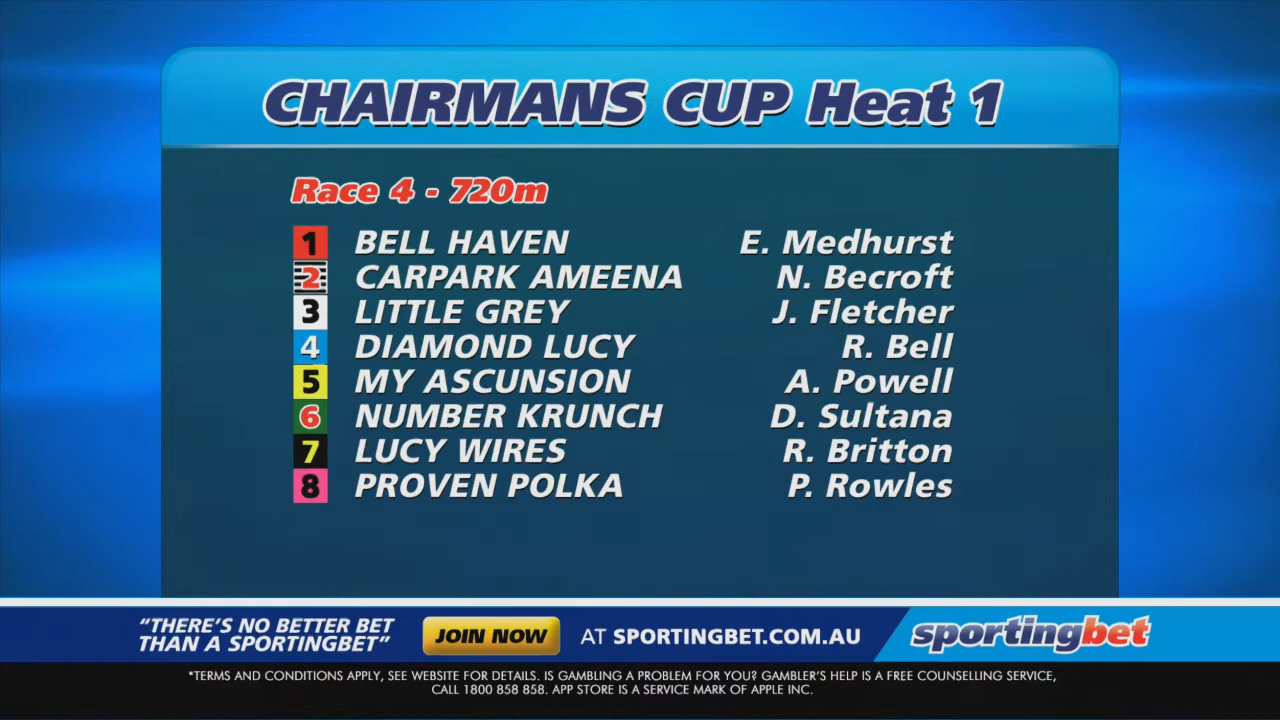 CHAIRMANS CUP Heat 1
Race 4 - 720m
1 BELL HAVEN E. Medhurst
2 CARPARK AMEENA N. Becroft
3 LITTLE GREY J. Fletcher
4 DIAMOND LUCY R. Bell
5 MY ASCUNSION A. Powell
6 NUMBER KRUNCH D. Sultana
7 LUCY WIRES R. Britton
8 PROVEN POLKA P. Rowles
“THERE'S NO BETTER BET
THAN A SPORTINGBET”
JOIN NOW AT SPORTINGBET.COM.AU
sportingbet
*TERMS AND CONDITIONS APPLY, SEE WEBSITE FOR DETAILS. IS GAMBLING A PROBLEM FOR YOU? GAMBLER'S HELP IS A FREE COUNSELLING SERVICE,
CALL 1800 858 858. APP STORE IS A SERVICE MARK OF APPLE INC.